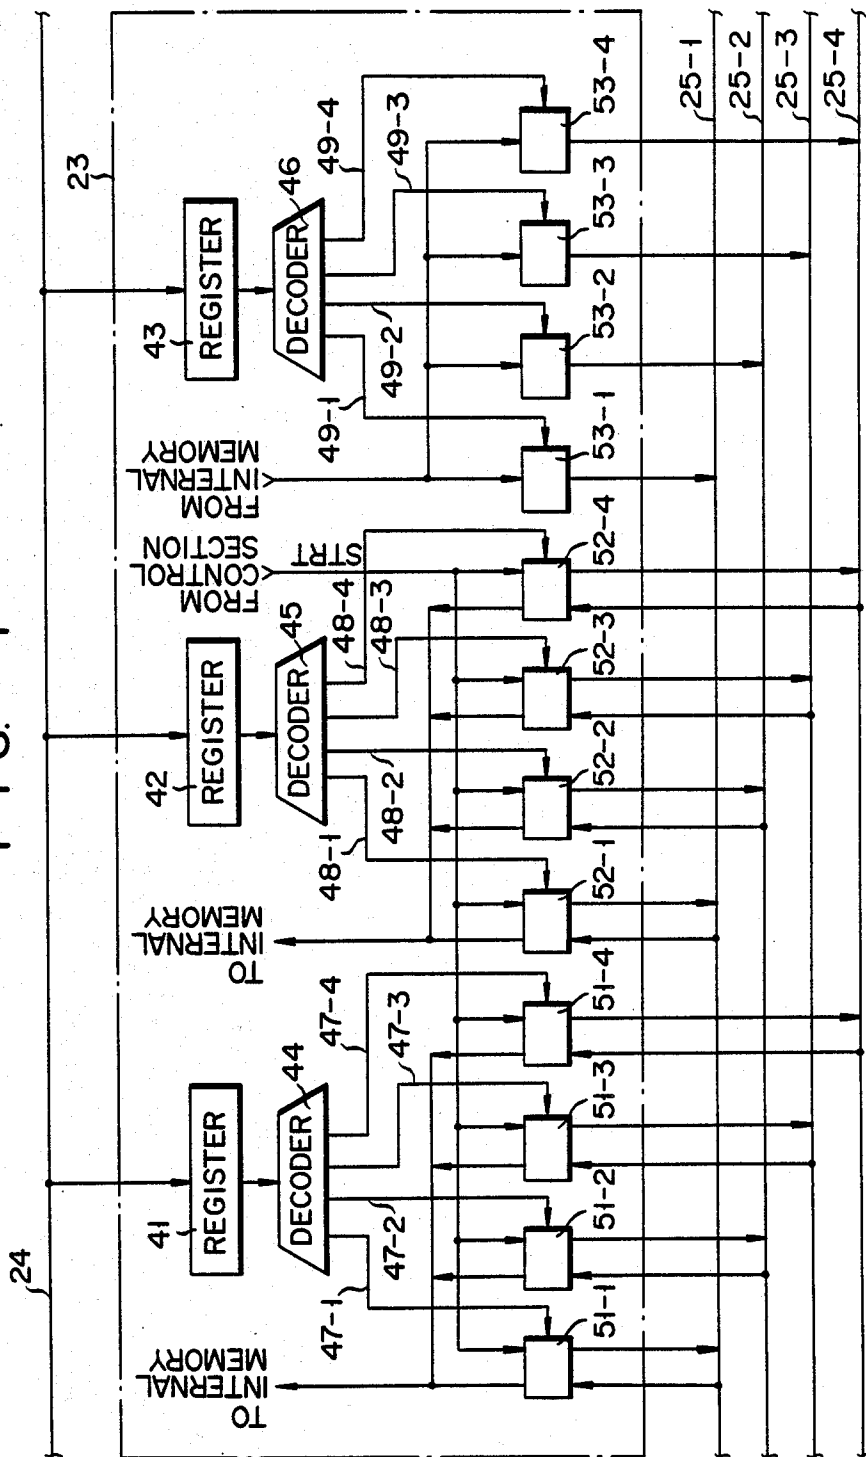 24
23
41
REGISTER
42
REGISTER
43
REGISTER
TO
INTERNAL
MEMORY
44
DECODER
TO
INTERNAL
MEMORY
45
DECODER
FROM
CONTROL
SECTION
STRT
FROM
INTERNAL
MEMORY
46
DECODER
47-1
47-2
47-3
47-4
48-1
48-2
48-3
48-4
49-1
49-2
49-3
49-4
51-1
51-2
51-3
51-4
52-1
52-2
52-3
52-4
53-1
53-2
53-3
53-4
25-1
25-2
25-3
25-4